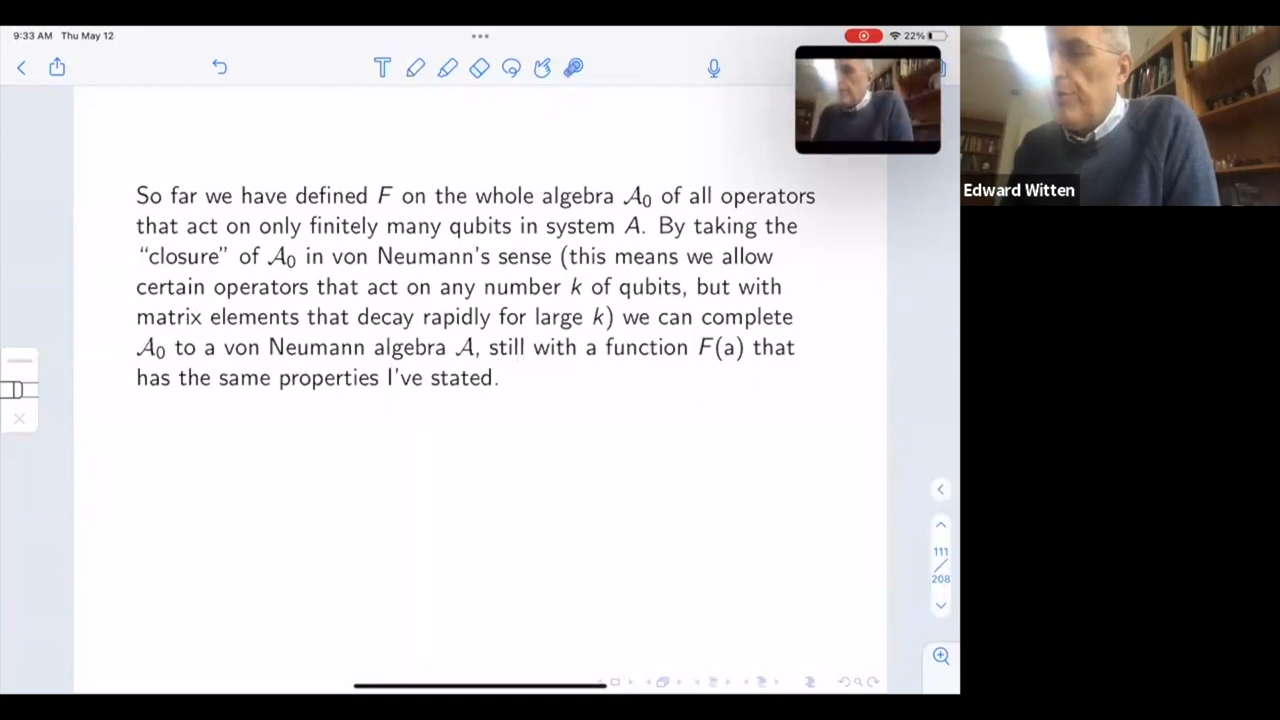 9:33 AM Thu May 12
22%
So far we have defined F on the whole algebra 𝒜₀ of all operators
that act on only finitely many qubits in system A. By taking the
“closure” of 𝒜₀ in von Neumann's sense (this means we allow
certain operators that act on any number k of qubits, but with
matrix elements that decay rapidly for large k) we can complete
𝒜₀ to a von Neumann algebra 𝒜, still with a function F(a) that
has the same properties I've stated.
Edward Witten
111
/
208